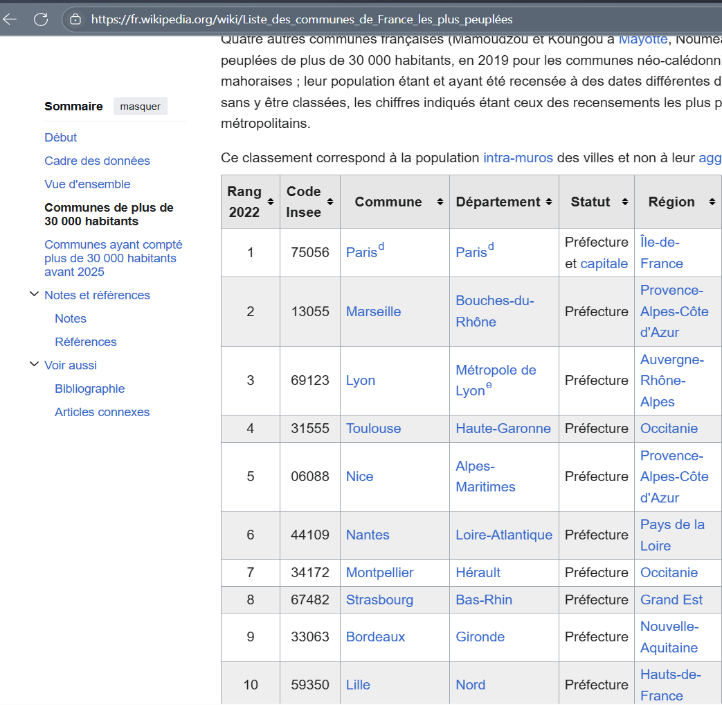 https://fr.wikipedia.org/wiki/Liste_des_communes_de_France_les_plus_peuplées
Quatre autres communes françaises (Mamoudzou et Koungou à Mayotte, Nouméa
peuplées de plus de 30 000 habitants, en 2019 pour les communes néo-calédonn
mahoraises ; leur population étant et ayant été recensée à des dates différentes d
sans y être classées, les chiffres indiqués étant ceux des recensements les plus p
métropolitains.
Ce classement correspond à la population intra-muros des villes et non à leur agg
Sommaire masquer
Début
Cadre des données
Vue d'ensemble
Communes de plus de
30 000 habitants
Communes ayant compté
plus de 30 000 habitants
avant 2025
Notes et références
Notes
Références
Voir aussi
Bibliographie
Articles connexes
Rang 2022 Code Insee Commune Département Statut Région
1 75056 Paris d Paris d Préfecture et capitale Île-de-France
2 13055 Marseille Bouches-du-Rhône Préfecture Provence-Alpes-Côte d'Azur
3 69123 Lyon Métropole de Lyon e Préfecture Auvergne-Rhône-Alpes
4 31555 Toulouse Haute-Garonne Préfecture Occitanie
5 06088 Nice Alpes-Maritimes Préfecture Provence-Alpes-Côte d'Azur
6 44109 Nantes Loire-Atlantique Préfecture Pays de la Loire
7 34172 Montpellier Hérault Préfecture Occitanie
8 67482 Strasbourg Bas-Rhin Préfecture Grand Est
9 33063 Bordeaux Gironde Préfecture Nouvelle-Aquitaine
10 59350 Lille Nord Préfecture Hauts-de-France